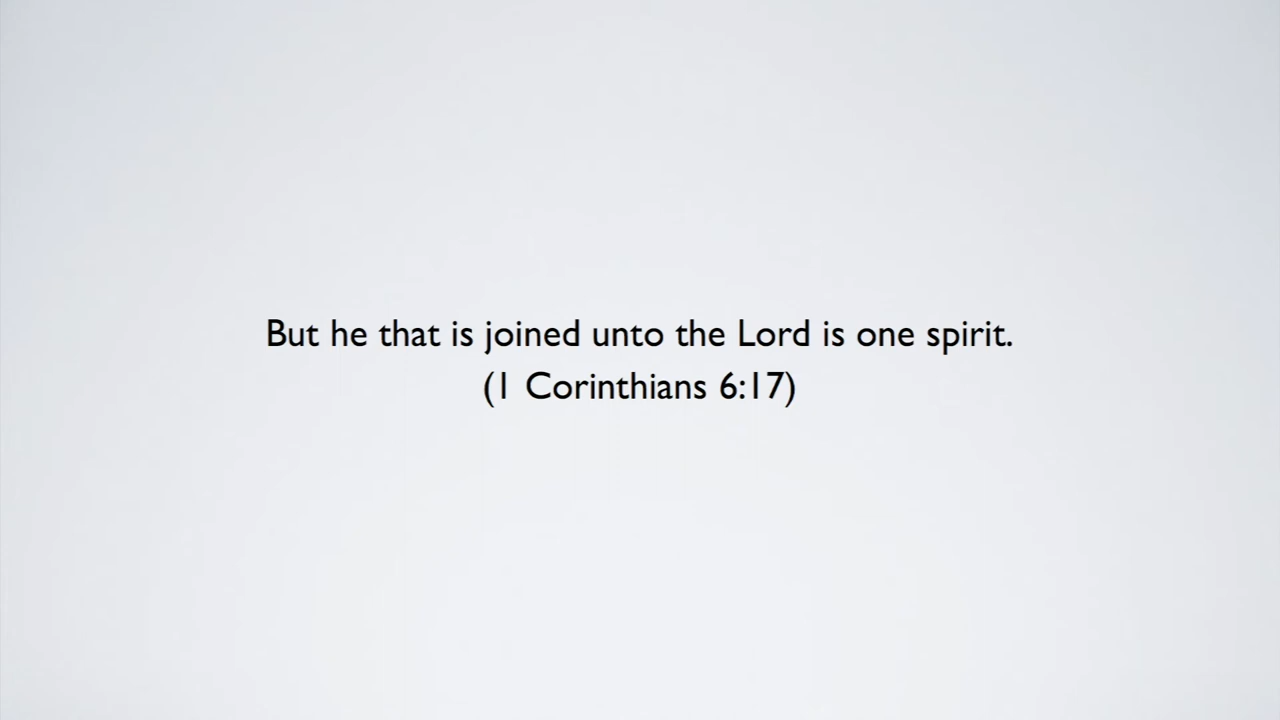 But he that is joined unto the Lord is one spirit.
(1 Corinthians 6:17)